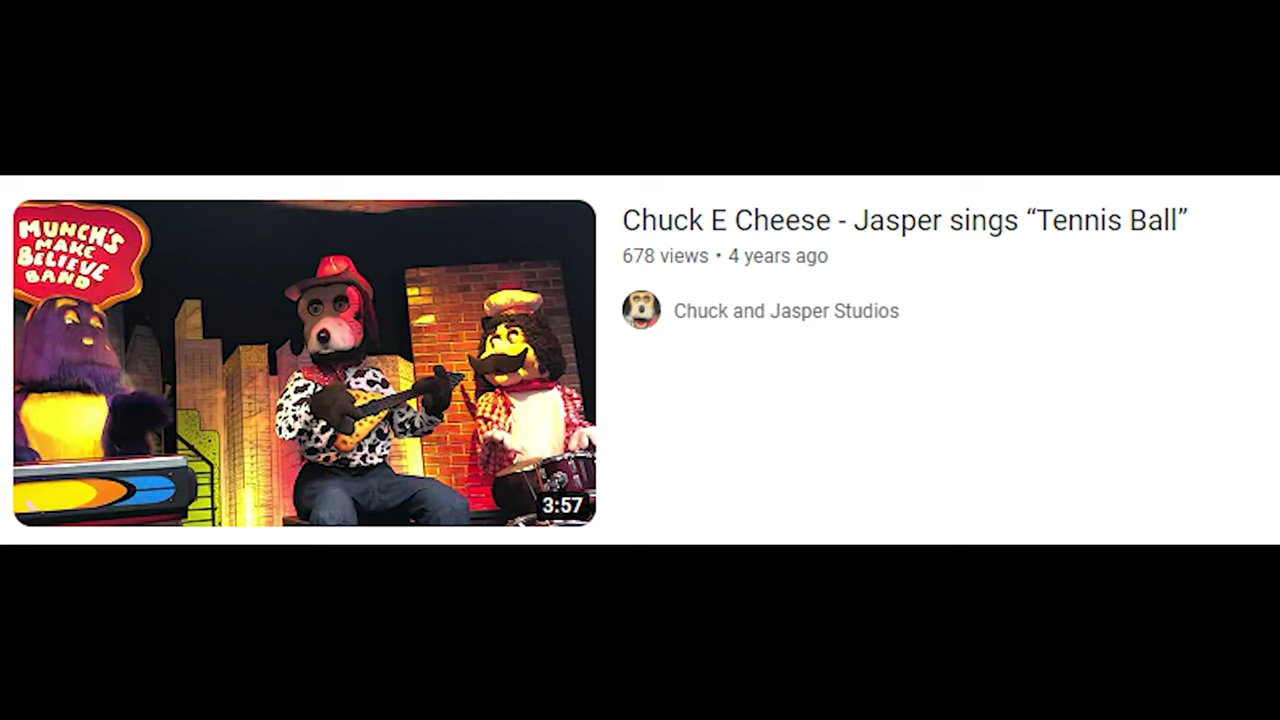 MUNCH'S
MAKE
BELIEVE
BAND
3:57
Chuck E Cheese - Jasper sings “Tennis Ball”
678 views • 4 years ago
Chuck and Jasper Studios